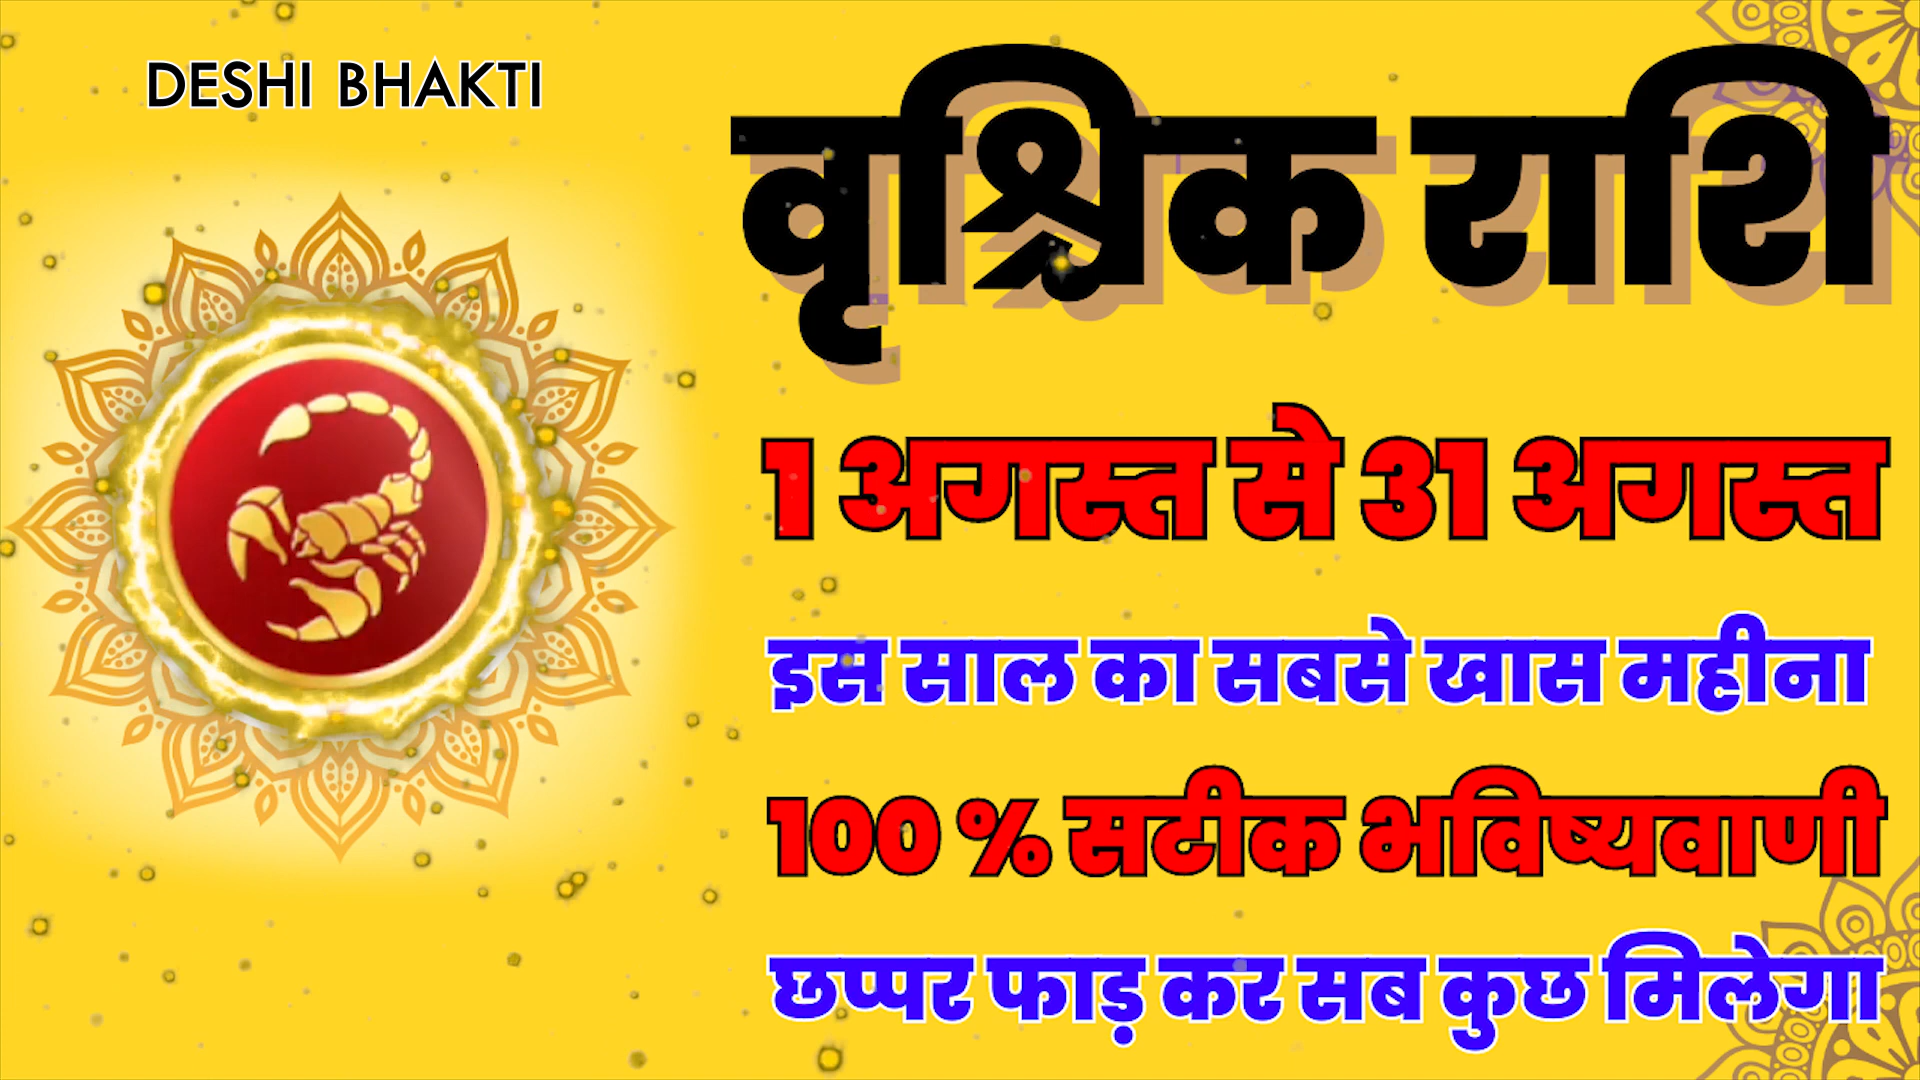 DESHI BHAKTI
वृश्चिक राशि
1 अगस्त से 31 अगस्त
इस साल का सबसे खास महीना
100 % सटीक भविष्यवाणी
छप्पर फाड़ कर सब कुछ मिलेगा